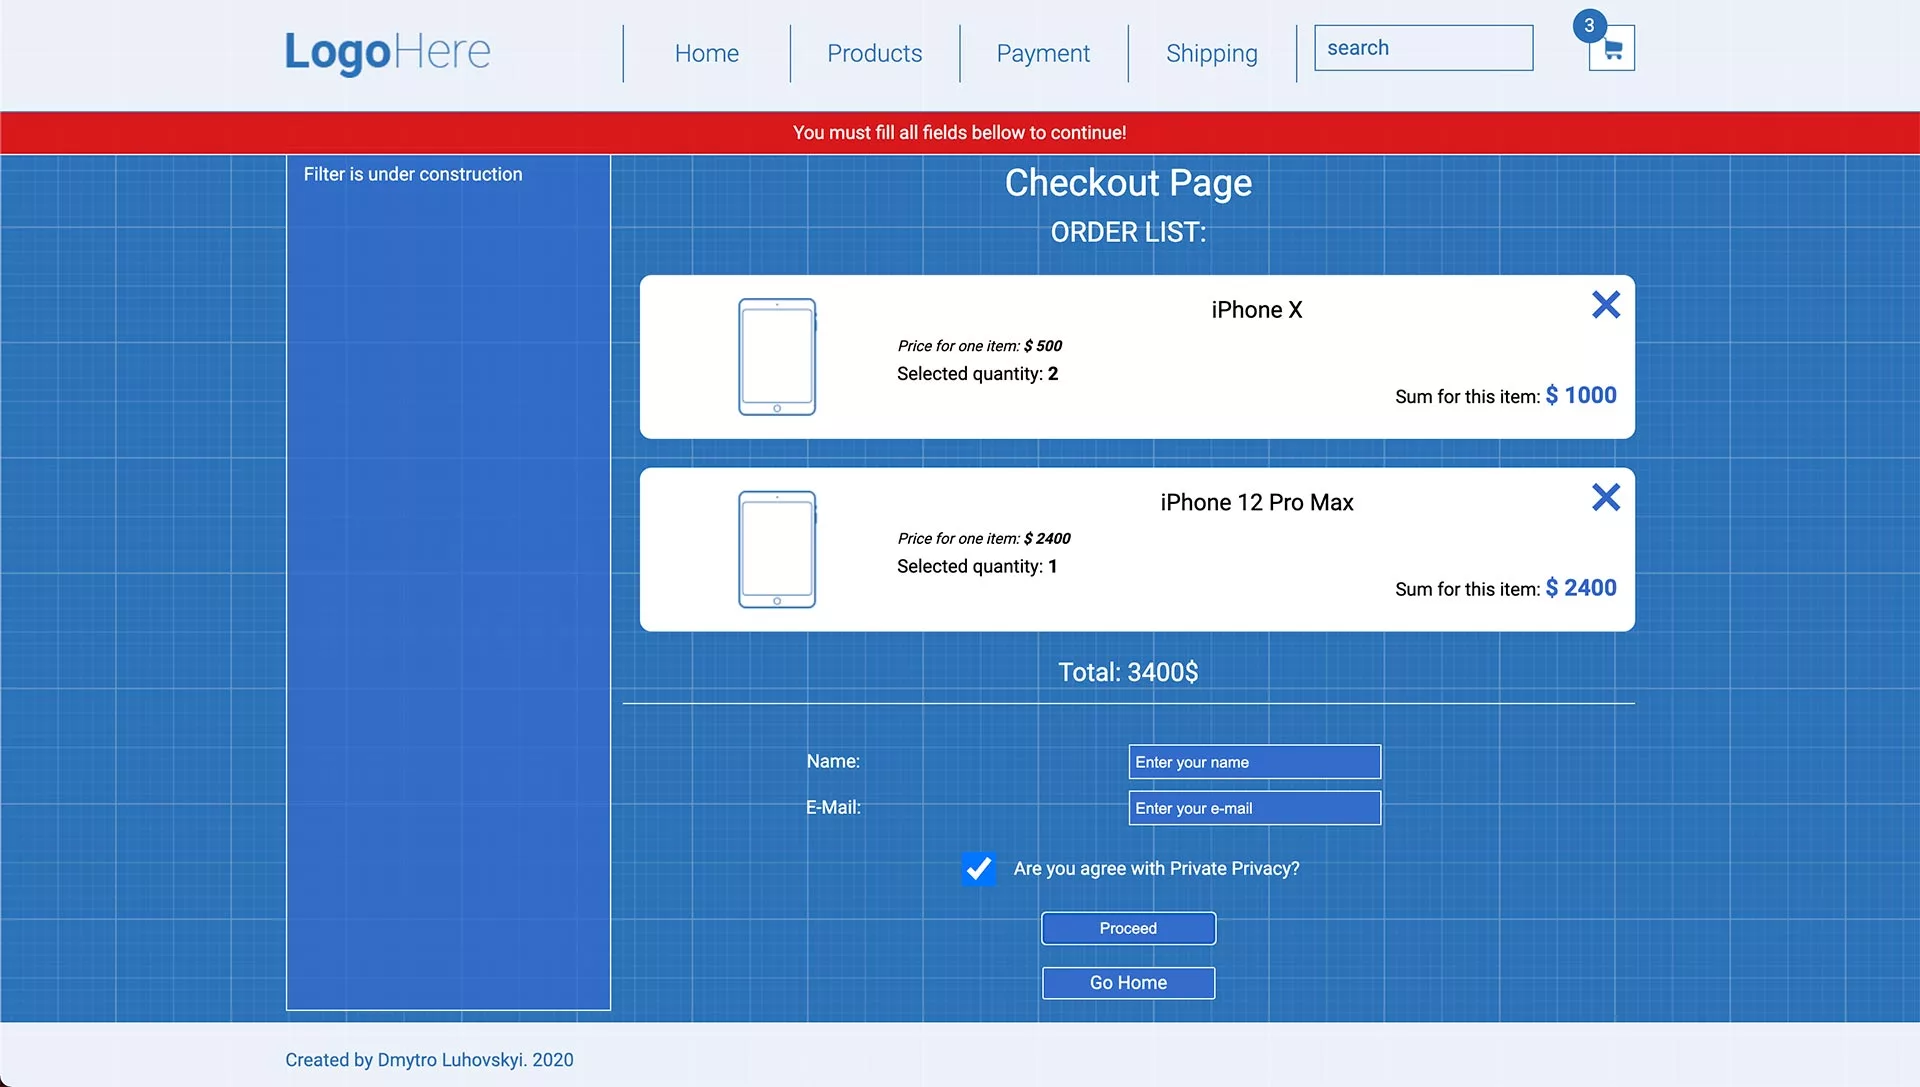 LogoHere
Home
Products
Payment
Shipping
search
3
You must fill all fields bellow to continue!
Filter is under construction
Checkout Page
ORDER LIST:
iPhone X
Price for one item: $ 500
Selected quantity: 2
Sum for this item: $ 1000
iPhone 12 Pro Max
Price for one item: $ 2400
Selected quantity: 1
Sum for this item: $ 2400
Total: 3400$
Name:
Enter your name
E-Mail:
Enter your e-mail
Are you agree with Private Privacy?
Proceed
Go Home
Created by Dmytro Luhovskyi. 2020